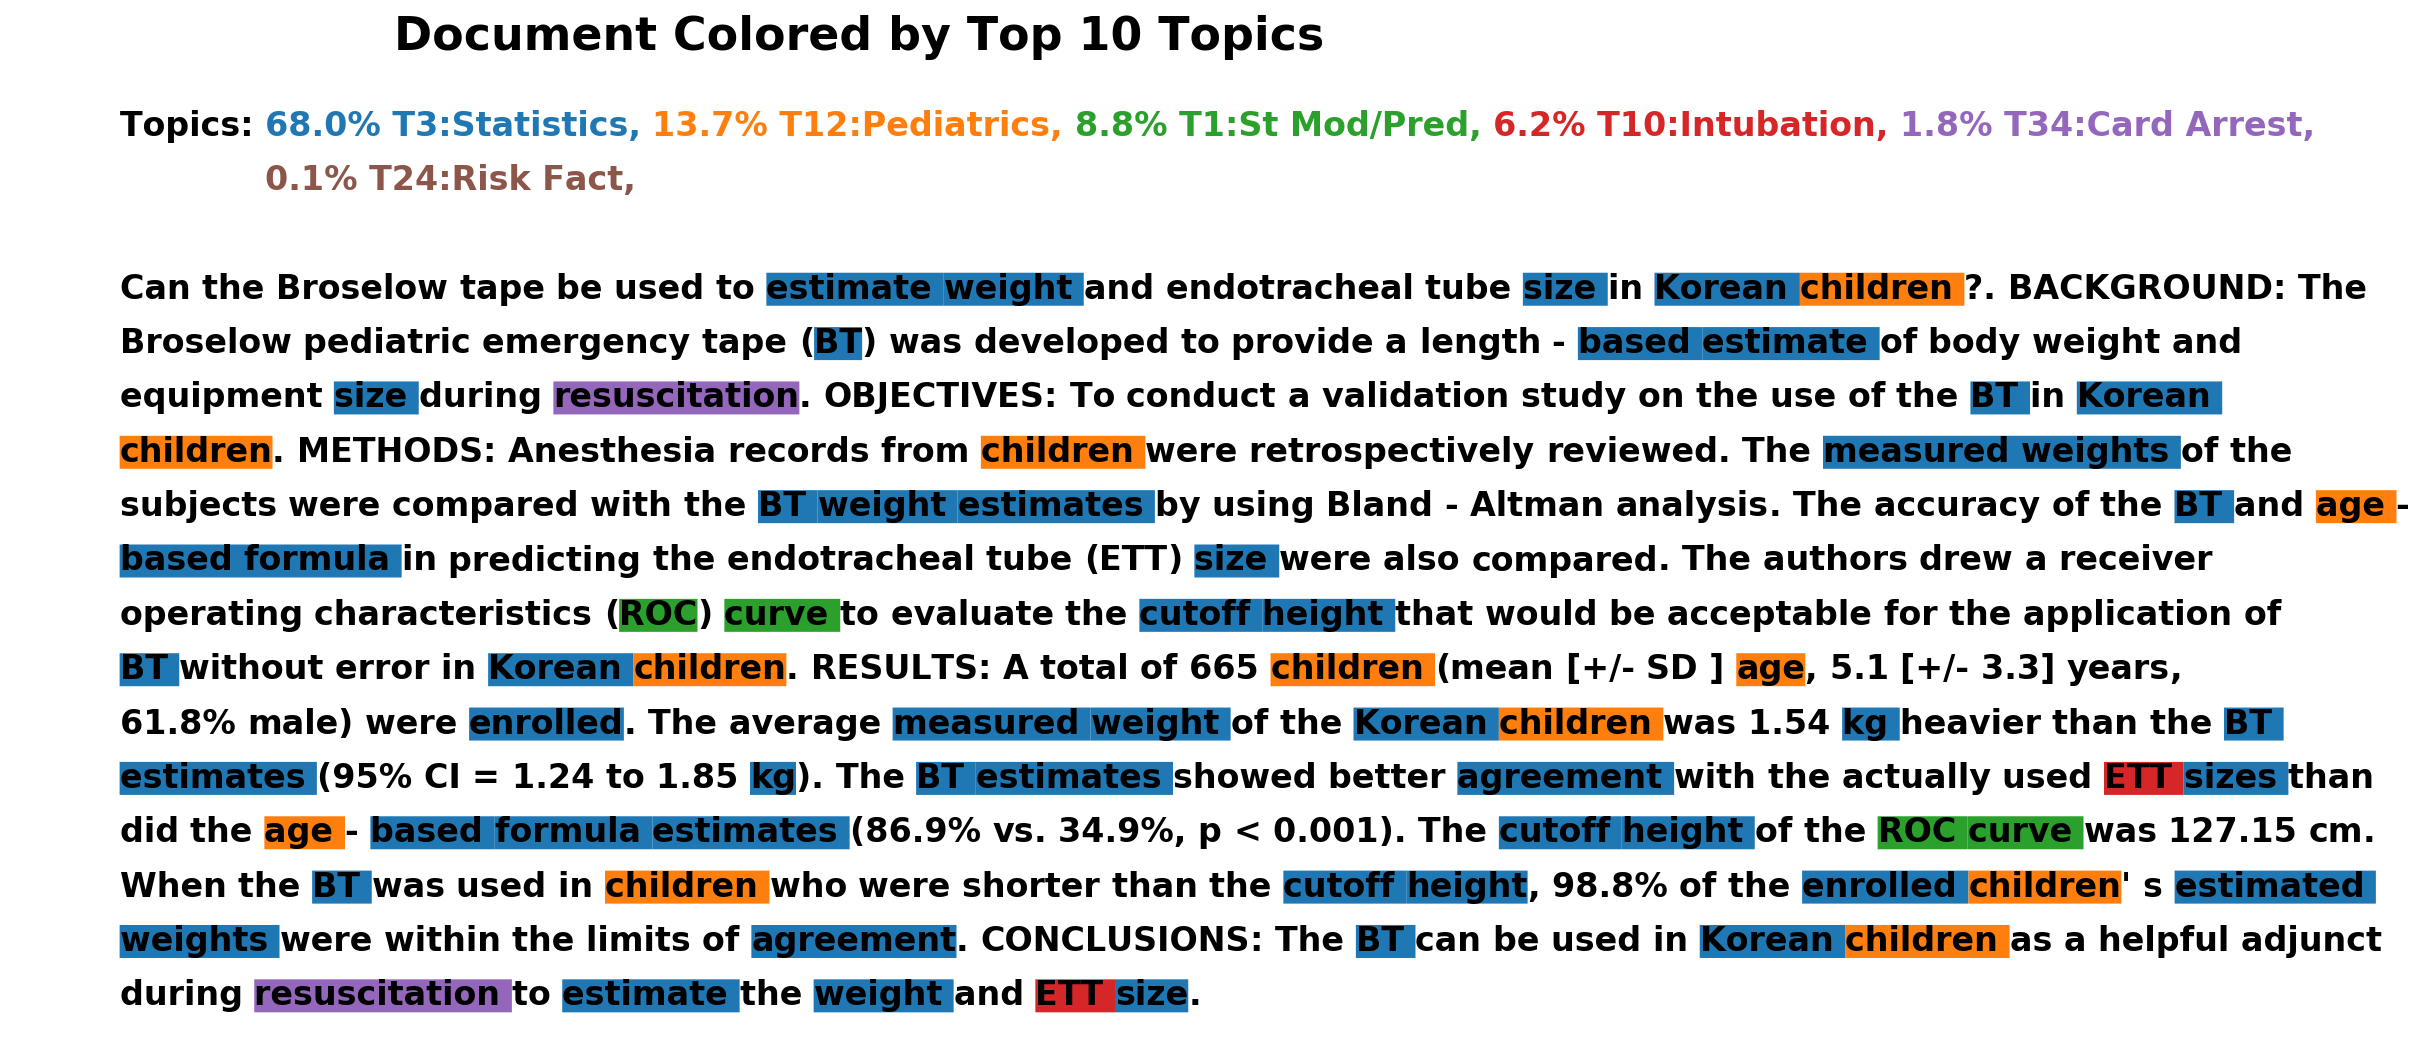 Document Colored by Top 10 Topics
Topics: 68.0% T3:Statistics, 13.7% T12:Pediatrics, 8.8% T1:St Mod/Pred, 6.2% T10:Intubation, 1.8% T34:Card Arrest,
0.1% T24:Risk Fact,
Can the Broselow tape be used to estimate weight and endotracheal tube size in Korean children ?. BACKGROUND: The
Broselow pediatric emergency tape (BT) was developed to provide a length - based estimate of body weight and
equipment size during resuscitation. OBJECTIVES: To conduct a validation study on the use of the BT in Korean
children. METHODS: Anesthesia records from children were retrospectively reviewed. The measured weights of the
subjects were compared with the BT weight estimates by using Bland - Altman analysis. The accuracy of the BT and age -
based formula in predicting the endotracheal tube (ETT) size were also compared. The authors drew a receiver
operating characteristics (ROC) curve to evaluate the cutoff height that would be acceptable for the application of
BT without error in Korean children. RESULTS: A total of 665 children (mean [+/- SD ] age, 5.1 [+/- 3.3] years,
61.8% male) were enrolled. The average measured weight of the Korean children was 1.54 kg heavier than the BT
estimates (95% CI = 1.24 to 1.85 kg). The BT estimates showed better agreement with the actually used ETT sizes than
did the age - based formula estimates (86.9% vs. 34.9%, p < 0.001). The cutoff height of the ROC curve was 127.15 cm.
When the BT was used in children who were shorter than the cutoff height, 98.8% of the enrolled children' s estimated
weights were within the limits of agreement. CONCLUSIONS: The BT can be used in Korean children as a helpful adjunct
during resuscitation to estimate the weight and ETT size.